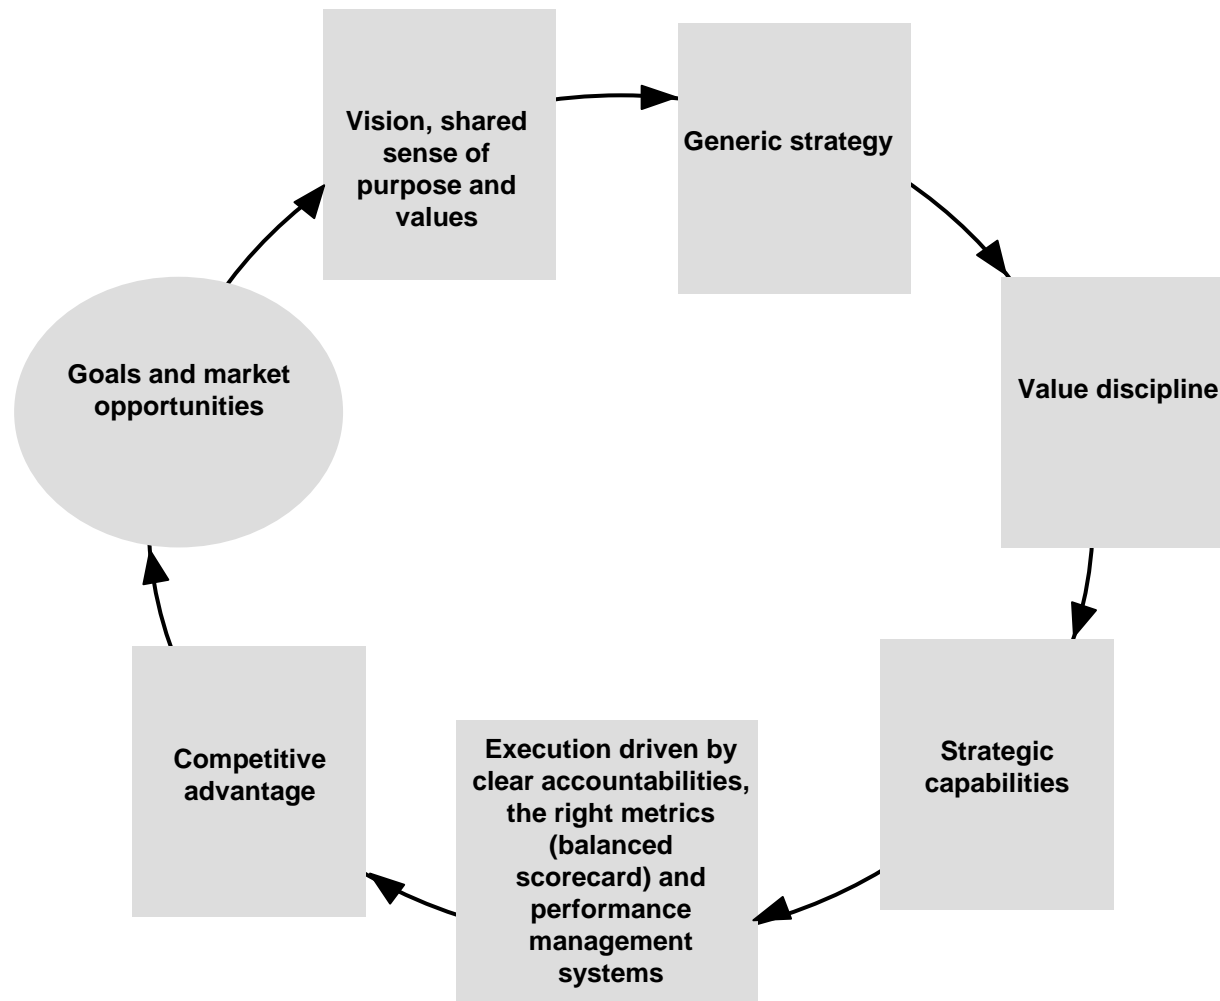 Vision, shared
sense of
purpose and
values
Generic strategy
Value discipline
Strategic
capabilities
Execution driven by
clear accountabilities,
the right metrics
(balanced
scorecard) and
performance
management
systems
Competitive
advantage
Goals and market
opportunities